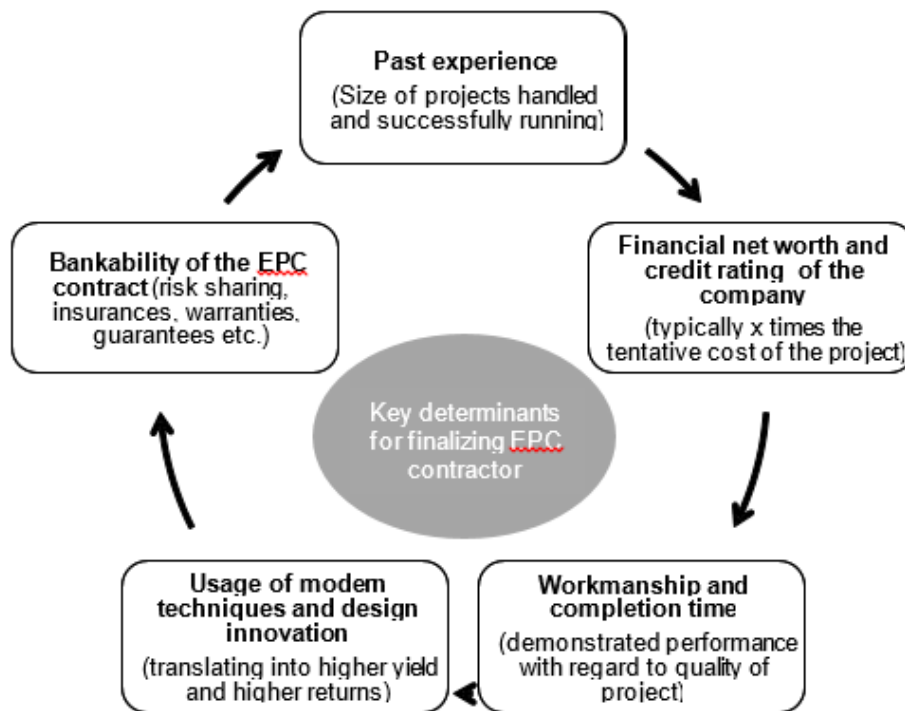 Past experience
(Size of projects handled
and successfully running)
Financial net worth and
credit rating of the
company
(typically x times the
tentative cost of the project)
Workmanship and
completion time
(demonstrated performance
with regard to quality of
project)
Usage of modern
techniques and design
innovation
(translating into higher yield
and higher returns)
Bankability of the EPC
contract (risk sharing,
insurances, warranties,
guarantees etc.)
Key determinants
for finalizing EPC
contractor